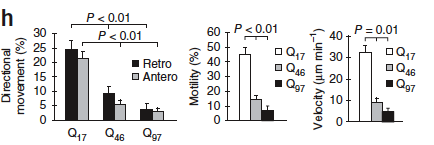 h
P < 0.01
P < 0.01
Directional
movement (%)
30
25
20
15
10
5
0
Retro
Antero
Q17 Q46 Q97
P < 0.01
Motility (%)
60
50
40
30
20
10
0
Q17
Q46
Q97
P = 0.01
Velocity (µm min⁻¹)
40
30
20
10
0
Q17
Q46
Q97